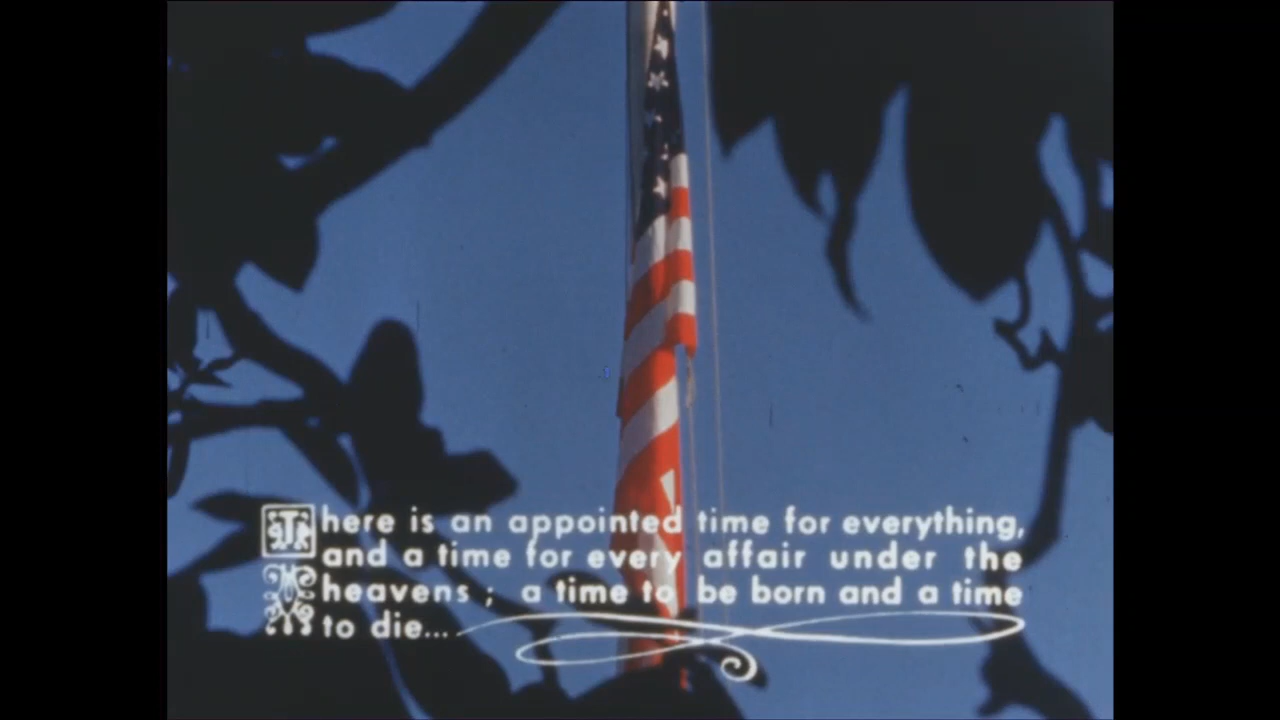 There is an appointed time for everything,
and a time for every affair under the
heavens ; a time to be born and a time
to die...